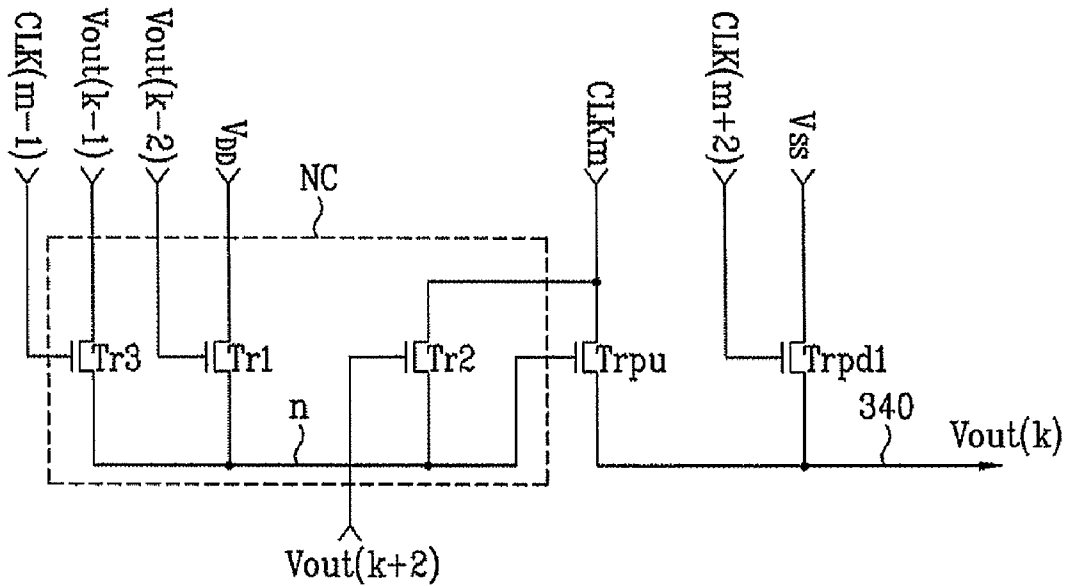 CLK(m-1)
Vout(k-1)
Vout(k-2)
VDD
NC
CLKm
CLK(m+2)
VSS
Tr3
Tr1
Tr2
Trpu
Trpd1
n
340
Vout(k)
Vout(k+2)